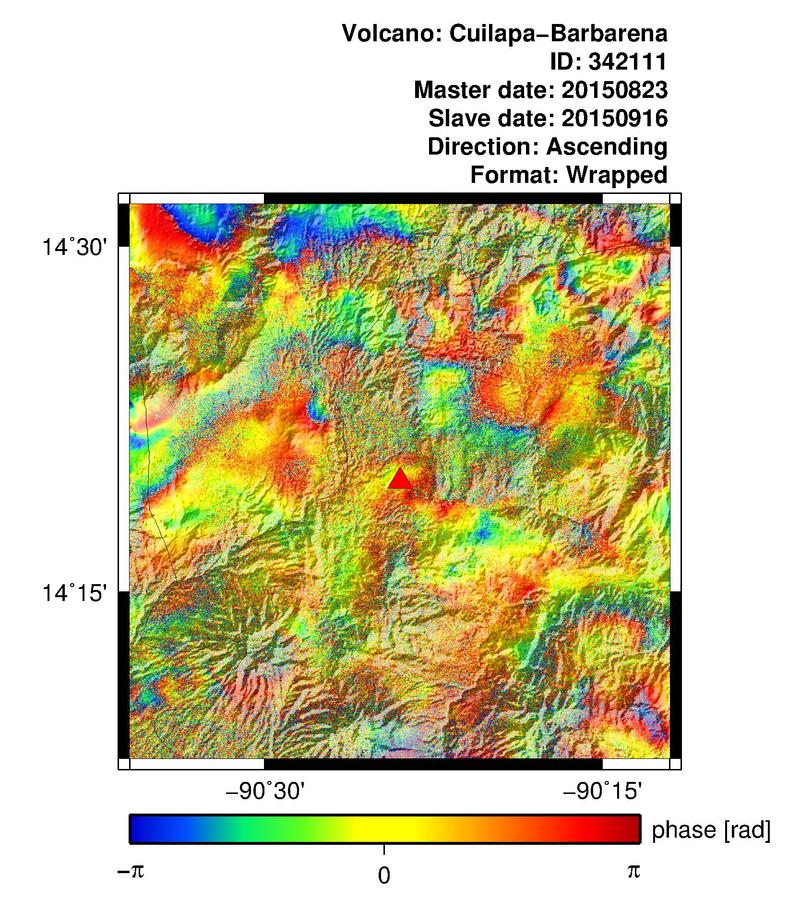 Volcano: Cuilapa−Barbarena
ID: 342111
Master date: 20150823
Slave date: 20150916
Direction: Ascending
Format: Wrapped
14˚30'
14˚15'
−90˚30' −90˚15'
phase [rad]
−π 0 π